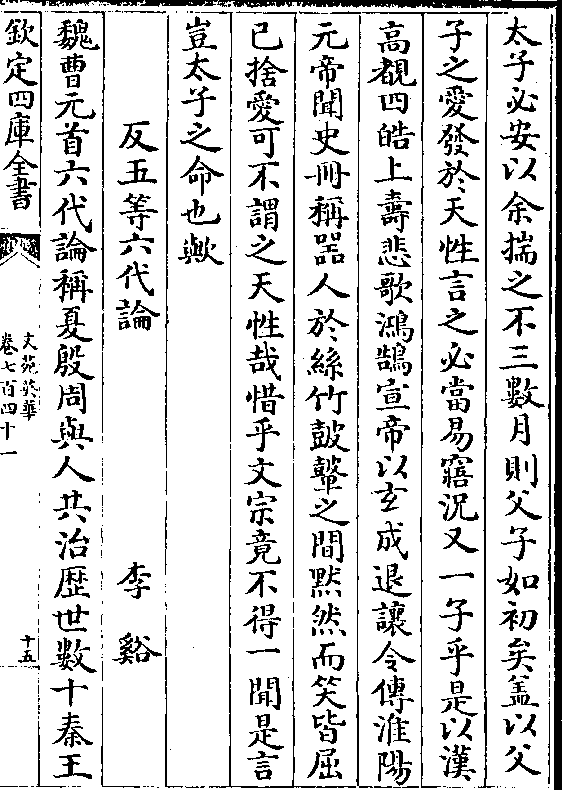 太子必安以余揣之不三數月則父子如初矣盖以父
子之愛發於天性言之必當易寤況又一子乎是以漢
高覩四皓上壽悲歌鴻鵠宣帝以玄成退讓令傅淮陽
元帝聞史冊稱器人於絲竹鼓鼙之間黙然而笑皆屈
已捨愛可不謂之天性哉惜乎文宗竟不得一聞是言
豈太子之命也歟
反五等六代論 李谿
魏曹元首六代論稱夏殷周與人共治歴世數十秦王
欽定四庫全書
文苑英華
卷七百四十一
十五